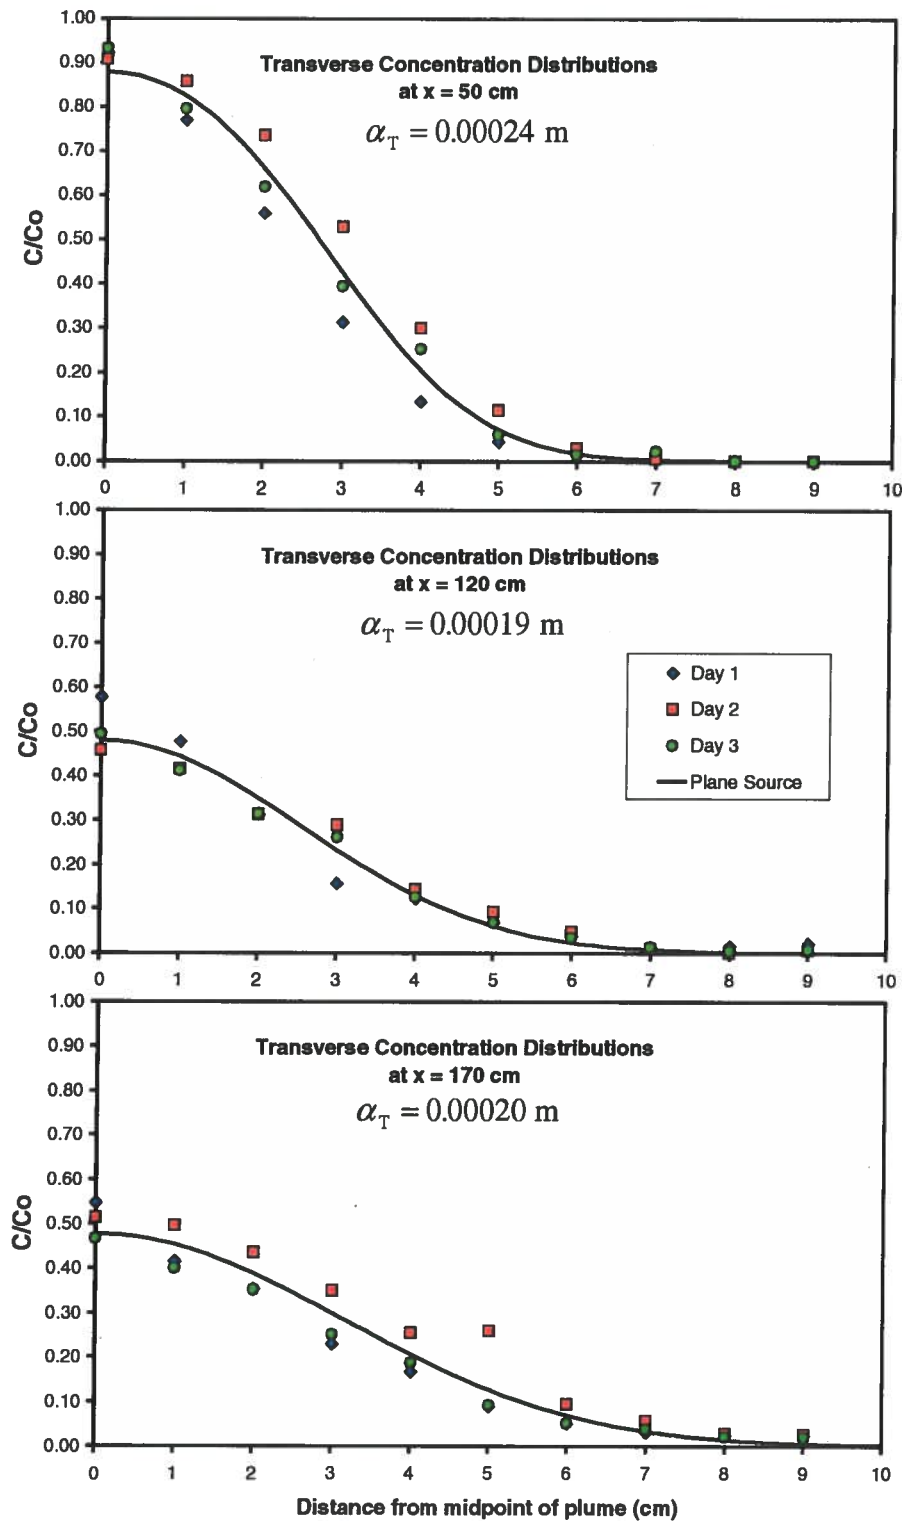 1.00
0.90
0.80
0.70
0.60
0.50
0.40
0.30
0.20
0.10
0.00
C/Co
Transverse Concentration Distributions
at x = 50 cm
α_T = 0.00024 m
0 1 2 3 4 5 6 7 8 9 10
1.00
0.90
0.80
0.70
0.60
0.50
0.40
0.30
0.20
0.10
0.00
C/Co
Transverse Concentration Distributions
at x = 120 cm
α_T = 0.00019 m
Day 1
Day 2
Day 3
Plane Source
0 1 2 3 4 5 6 7 8 9 10
1.00
0.90
0.80
0.70
0.60
0.50
0.40
0.30
0.20
0.10
0.00
C/Co
Transverse Concentration Distributions
at x = 170 cm
α_T = 0.00020 m
0 1 2 3 4 5 6 7 8 9 10
Distance from midpoint of plume (cm)